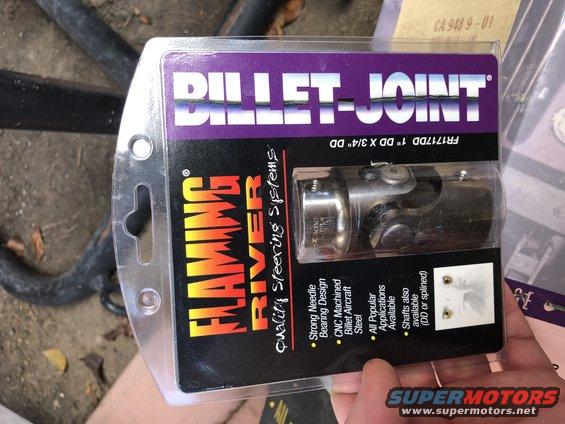 CA 948 9-01
BILLET-JOINT®
FR1717DD 1" DD X 3/4" DD
FLAMING®
RIVER
quality steering systems
• Strong Needle
Bearing Design
• CNC Machined
Billet Aircraft
Steel
• All Popular
Applications
Available
• Shafts also
available
(DD or splined)
SUPERMOTORS
www.supermotors.net